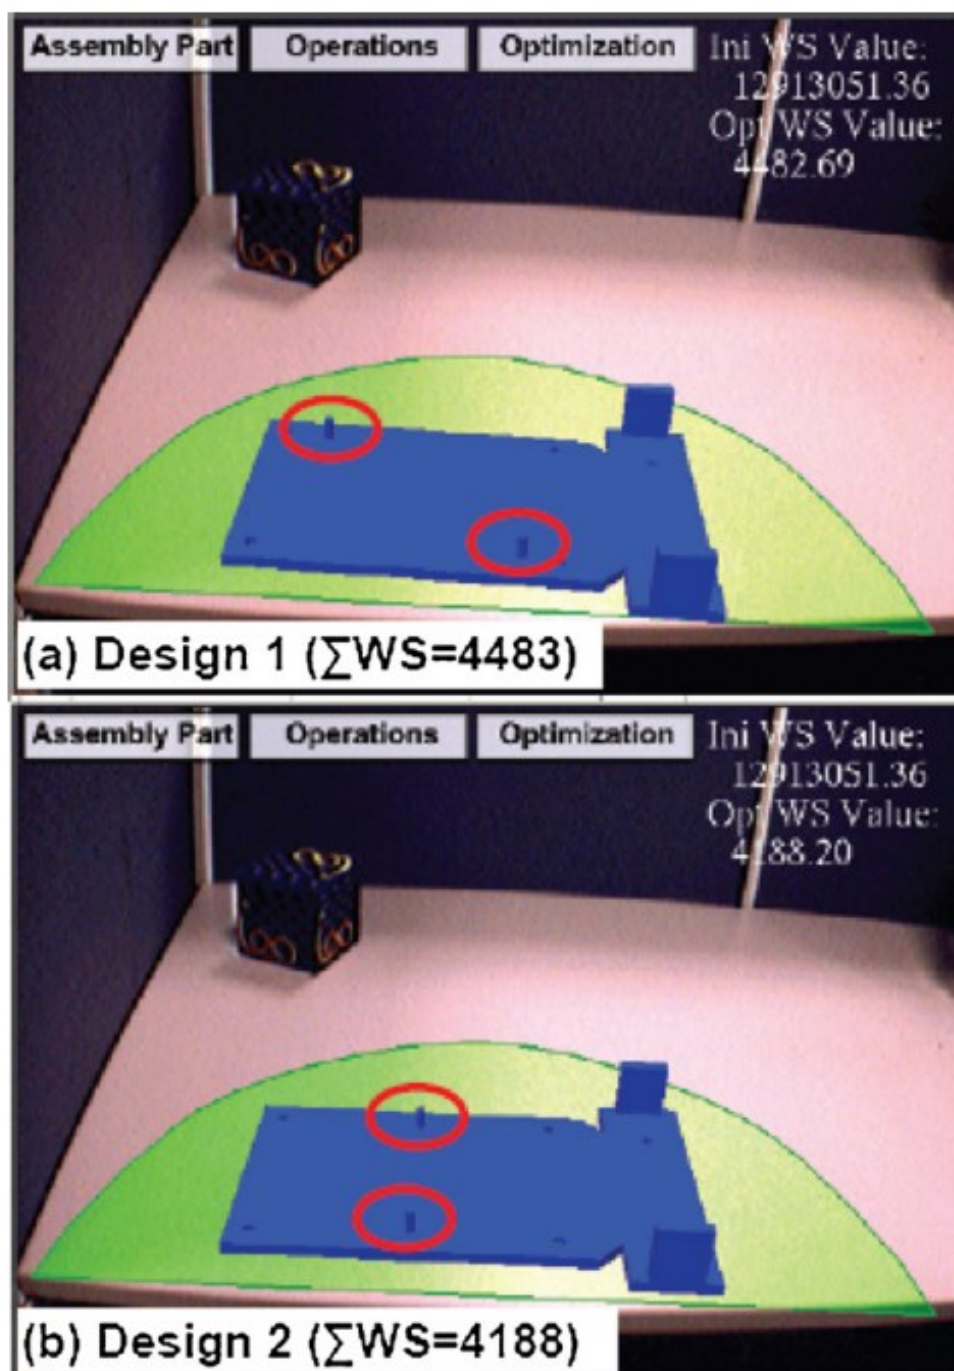 Assembly Part Operations Optimization
Ini WS Value:
12913051.36
Opt WS Value:
4482.69
(a) Design 1 (∑WS=4483)
Assembly Part Operations Optimization
Ini WS Value:
12913051.36
Opt WS Value:
4188.20
(b) Design 2 (∑WS=4188)